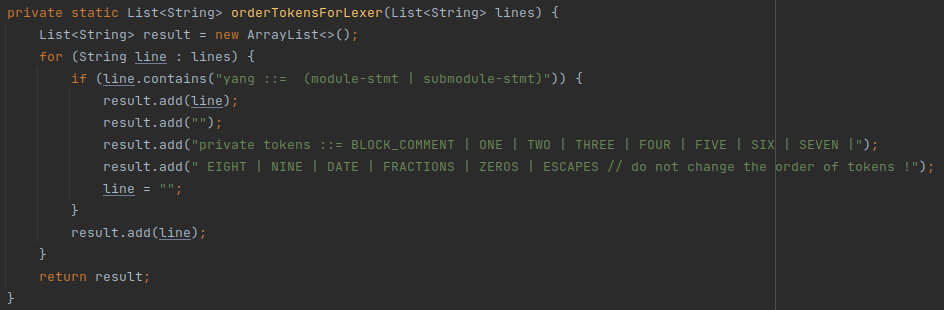 private static List<String> orderTokensForLexer(List<String> lines) {
    List<String> result = new ArrayList<>();
    for (String line : lines) {
        if (line.contains("yang ::=  (module-stmt | submodule-stmt)")) {
            result.add(line);
            result.add("");
            result.add("private tokens ::= BLOCK_COMMENT | ONE | TWO | THREE | FOUR | FIVE | SIX | SEVEN |");
            result.add(" EIGHT | NINE | DATE | FRACTIONS | ZEROS | ESCAPES // do not change the order of tokens !");
            line = "";
        }
        result.add(line);
    }
    return result;
}